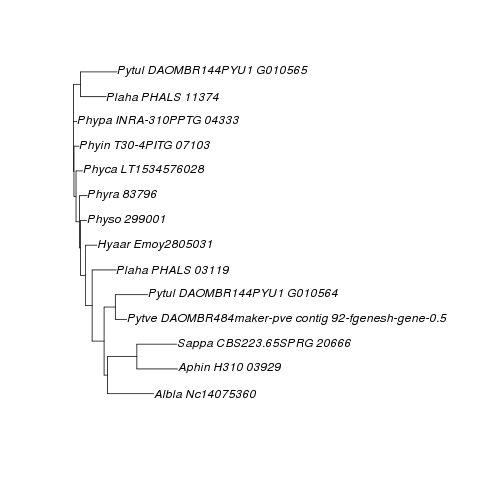 Pytul DAOMBR144PYU1 G010565
Plaha PHALS 11374
Phypa INRA-310PPTG 04333
Phyin T30-4PITG 07103
Phyca LT1534576028
Phyra 83796
Physo 299001
Hyaar Emoy2805031
Plaha PHALS 03119
Pytul DAOMBR144PYU1 G010564
Pytve DAOMBR484maker-pve contig 92-fgenesh-gene-0.5
Sappa CBS223.65SPRG 20666
Aphin H310 03929
Albla Nc14075360